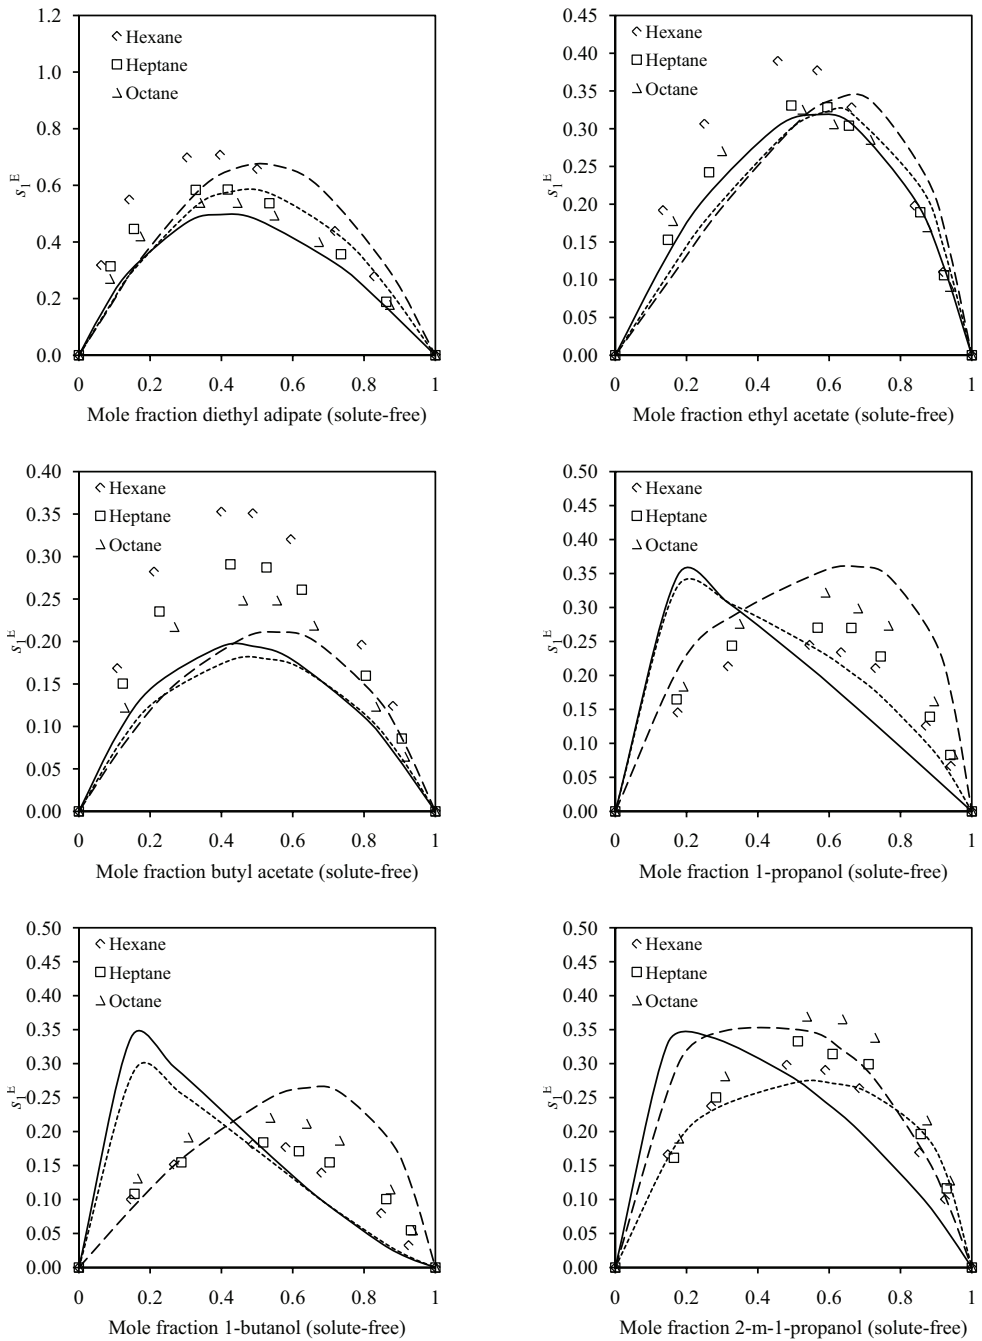 1.2
1.0
0.8
0.6
0.4
0.2
0.0
s₁ᴱ
Hexane
Heptane
Octane
0 0.2 0.4 0.6 0.8 1
Mole fraction diethyl adipate (solute-free)
0.45
0.40
0.35
0.30
0.25
0.20
0.15
0.10
0.05
0.00
s₁ᴱ
Hexane
Heptane
Octane
0 0.2 0.4 0.6 0.8 1
Mole fraction ethyl acetate (solute-free)
0.40
0.35
0.30
0.25
0.20
0.15
0.10
0.05
0.00
s₁ᴱ
Hexane
Heptane
Octane
0 0.2 0.4 0.6 0.8 1
Mole fraction butyl acetate (solute-free)
0.50
0.45
0.40
0.35
0.30
0.25
0.20
0.15
0.10
0.05
0.00
s₁ᴱ
Hexane
Heptane
Octane
0 0.2 0.4 0.6 0.8 1
Mole fraction 1-propanol (solute-free)
0.50
0.45
0.40
0.35
0.30
0.25
0.20
0.15
0.10
0.05
0.00
s₁ᴱ
Hexane
Heptane
Octane
0 0.2 0.4 0.6 0.8 1
Mole fraction 1-butanol (solute-free)
0.50
0.45
0.40
0.35
0.30
0.25
0.20
0.15
0.10
0.05
0.00
s₁ᴱ
Hexane
Heptane
Octane
0 0.2 0.4 0.6 0.8 1
Mole fraction 2-m-1-propanol (solute-free)